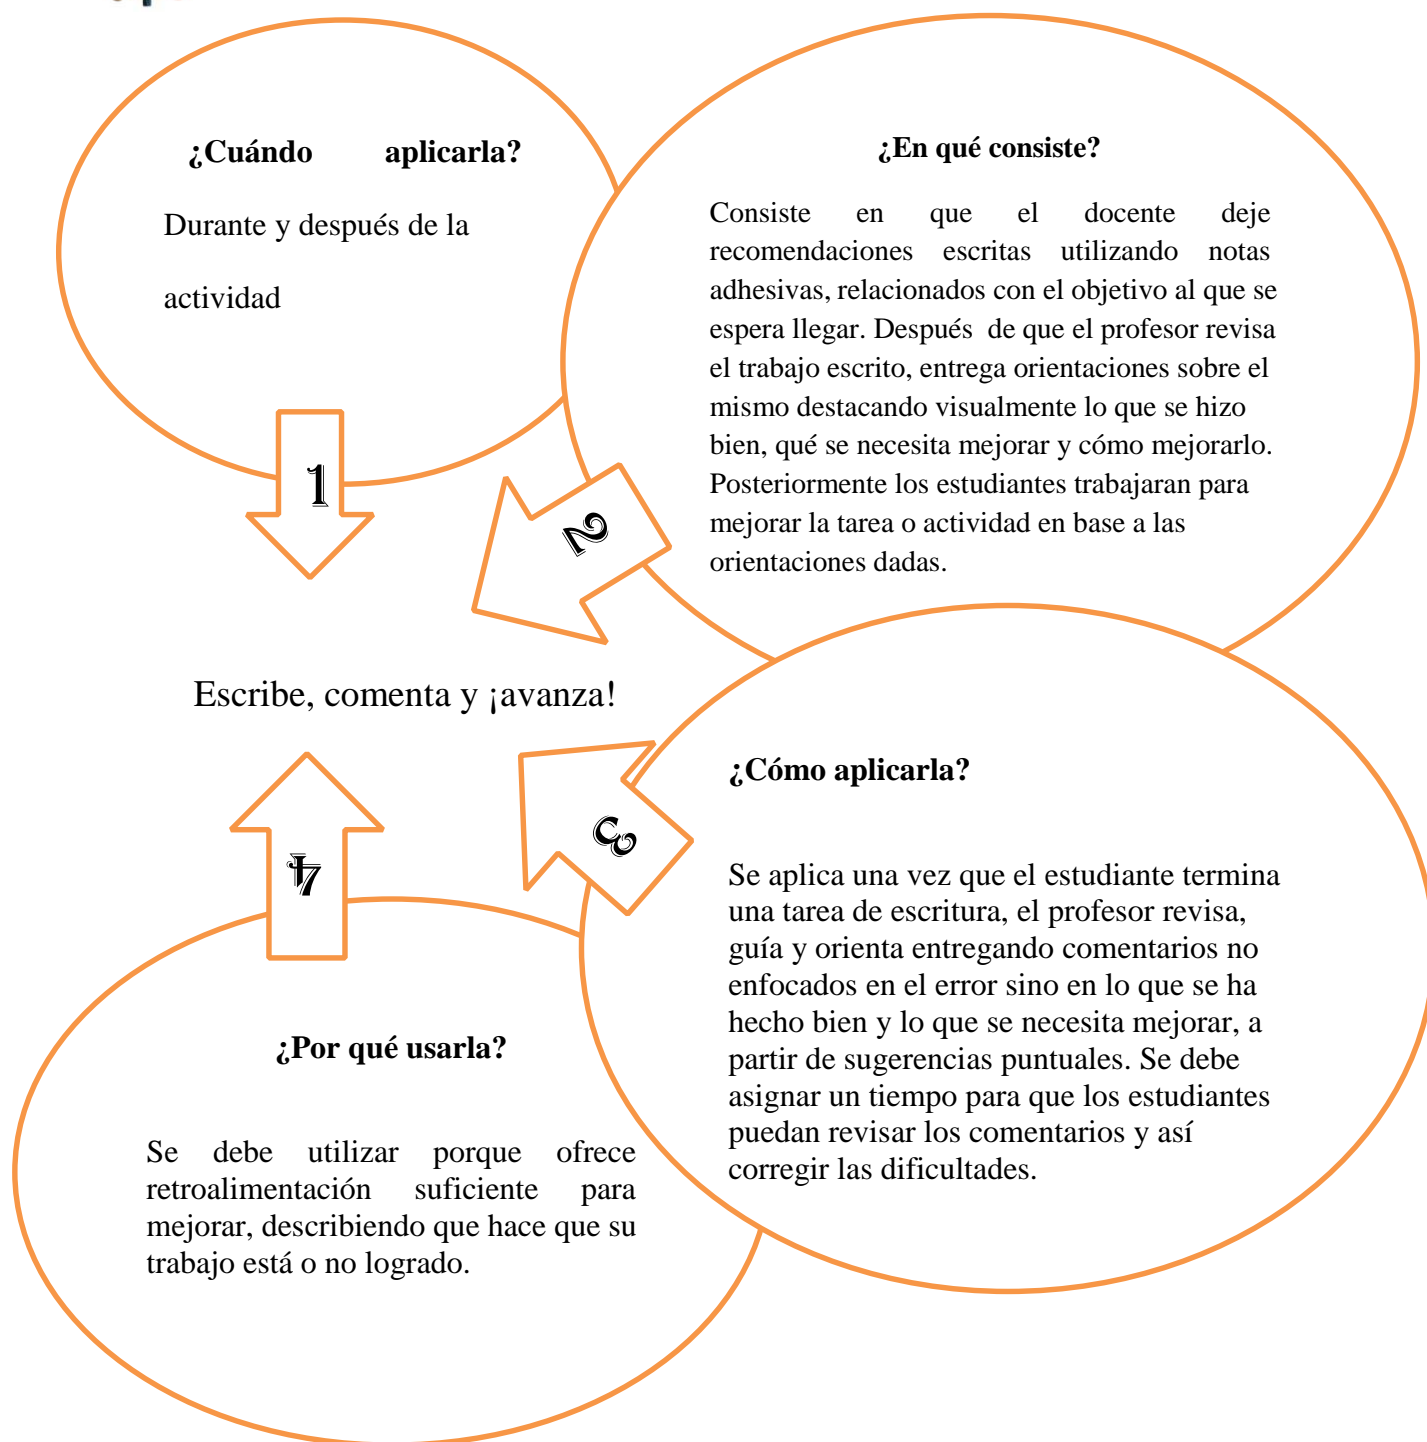 ¿Cuándo aplicarla?
Durante y después de la
actividad
1
¿En qué consiste?
Consiste en que el docente deje
recomendaciones escritas utilizando notas
adhesivas, relacionados con el objetivo al que se
espera llegar. Después de que el profesor revisa
el trabajo escrito, entrega orientaciones sobre el
mismo destacando visualmente lo que se hizo
bien, qué se necesita mejorar y cómo mejorarlo.
Posteriormente los estudiantes trabajaran para
mejorar la tarea o actividad en base a las
orientaciones dadas.
2
Escribe, comenta y ¡avanza!
¿Cómo aplicarla?
Se aplica una vez que el estudiante termina
una tarea de escritura, el profesor revisa,
guía y orienta entregando comentarios no
enfocados en el error sino en lo que se ha
hecho bien y lo que se necesita mejorar, a
partir de sugerencias puntuales. Se debe
asignar un tiempo para que los estudiantes
puedan revisar los comentarios y así
corregir las dificultades.
3
4
¿Por qué usarla?
Se debe utilizar porque ofrece
retroalimentación suficiente para
mejorar, describiendo que hace que su
trabajo está o no logrado.